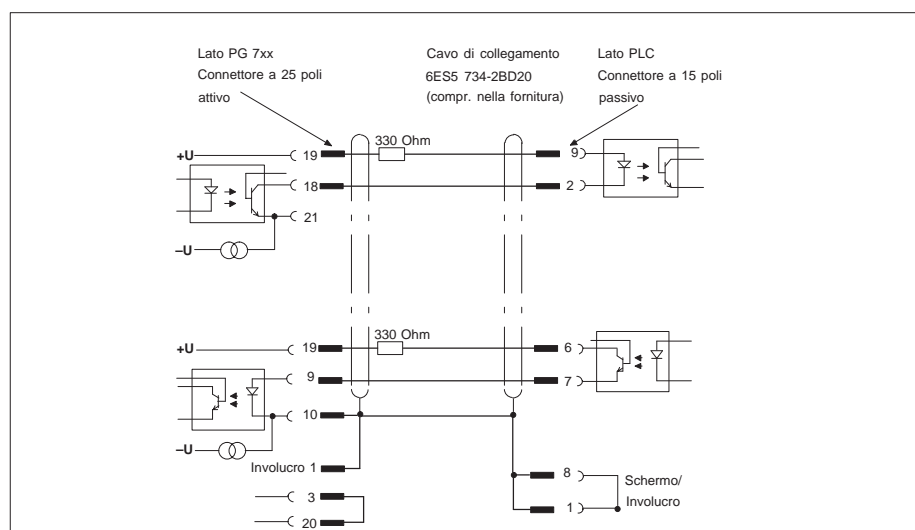 Lato PG 7xx
Connettore a 25 poli
attivo
Cavo di collegamento
6ES5 734-2BD20
(compr. nella fornitura)
Lato PLC
Connettore a 15 poli
passivo
330 Ohm
+U
19
9
18
2
21
–U
330 Ohm
+U
19
6
9
7
10
–U
Involucro 1
8
3
Schermo/
Involucro
1
20